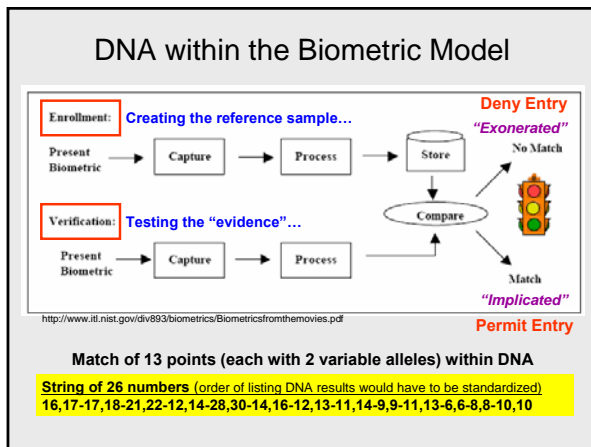 DNA within the Biometric Model
Enrollment:
Creating the reference sample…
Deny Entry
"Exonerated"
Present
Biometric
Capture
Process
Store
No Match
Compare
Verification:
Testing the “evidence”…
Present
Biometric
Capture
Process
Match
"Implicated"
http://www.itl.nist.gov/div893/biometrics/Biometricsfromthemovies.pdf
Permit Entry
Match of 13 points (each with 2 variable alleles) within DNA
String of 26 numbers (order of listing DNA results would have to be standardized)
16,17-17,18-21,22-12,14-28,30-14,16-12,13-11,14-9,9-11,13-6,6-8,8-10,10